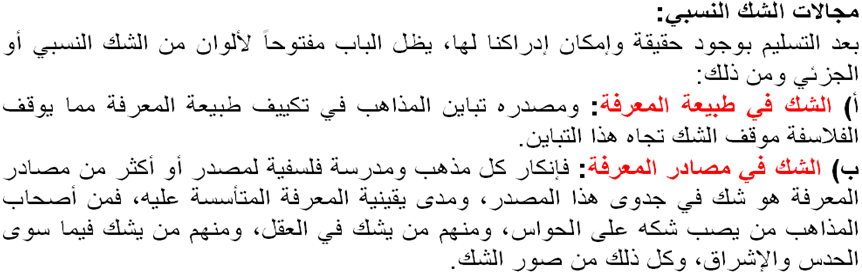 مجالات الشك النسبي:
بعد التسليم بوجود حقيقة وإمكان إدراكنا لها، يظل الباب مفتوحاً لألوان من الشك النسبي أو
الجزئي ومن ذلك:
أ) الشك في طبيعة المعرفة: ومصدره تباين المذاهب في تكييف طبيعة المعرفة مما يوقف
الفلاسفة موقف الشك تجاه هذا التباين.
ب) الشك في مصادر المعرفة: فإنكار كل مذهب ومدرسة فلسفية لمصدر أو أكثر من مصادر
المعرفة هو شك في جدوى هذا المصدر، ومدى يقينية المعرفة المتأسسة عليه، فمن أصحاب
المذاهب من يصب شكه على الحواس، ومنهم من يشك في العقل، ومنهم من يشك فيما سوى
الحدس والإشراق، وكل ذلك من صور الشك.